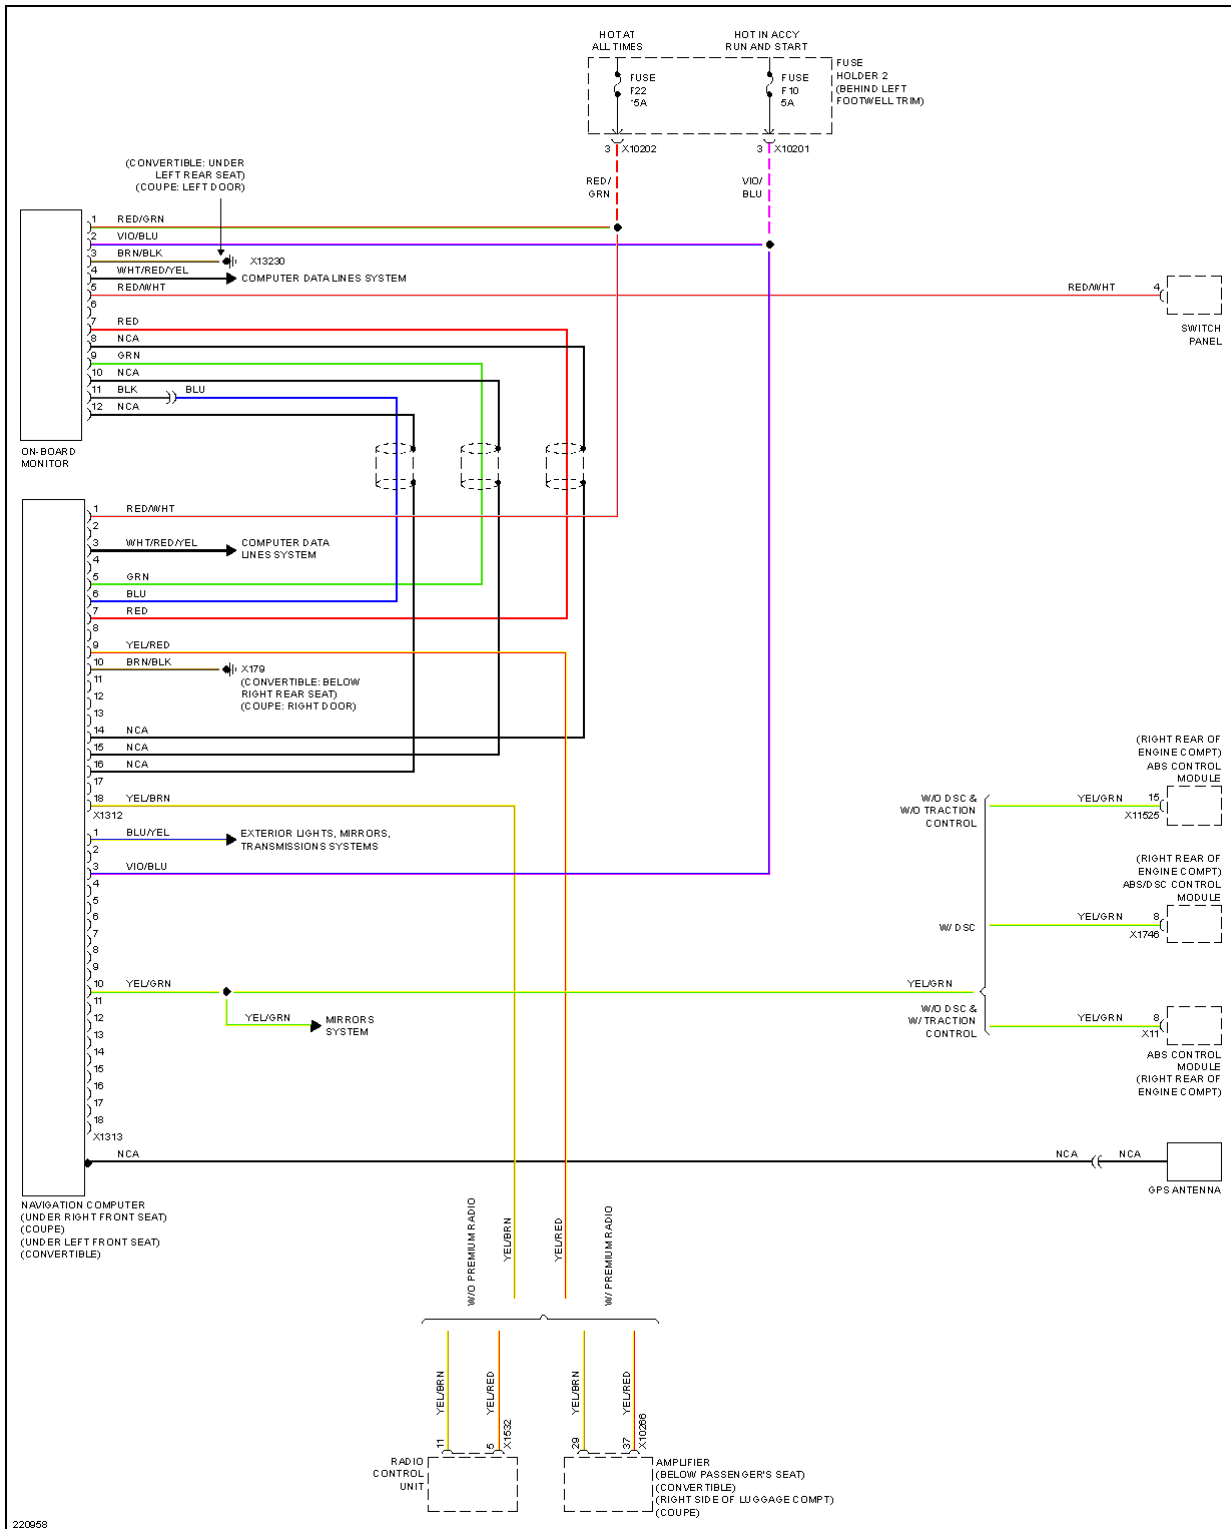 HOT AT
ALL TIMES
HOT IN ACCY
RUN AND START
FUSE
F22
5A
FUSE
F10
5A
FUSE
HOLDER 2
(BEHIND LEFT
FOOTWELL TRIM)
3 X10202
3 X10201
RED/
GRN
VIO/
BLU
(CONVERTIBLE: UNDER
LEFT REAR SEAT)
(COUPE: LEFT DOOR)
1 RED/GRN
2 VIO/BLU
3 BRN/BLK
X13230
4 WHT/RED/YEL
COMPUTER DATA LINES SYSTEM
5 RED/WHT
RED/WHT 4
6
7 RED
8 NCA
9 GRN
10 NCA
11 BLK
BLU
12 NCA
SWITCH
PANEL
ON-BOARD
MONITOR
1 RED/WHT
2
3 WHT/RED/YEL
COMPUTER DATA
LINES SYSTEM
4
5 GRN
6 BLU
7 RED
8
9 YEL/RED
10 BRN/BLK
X179
(CONVERTIBLE: BELOW
RIGHT REAR SEAT)
(COUPE: RIGHT DOOR)
11
12
13
14 NCA
15 NCA
16 NCA
17
18 YEL/BRN
X1312
1 BLU/YEL
EXTERIOR LIGHTS, MIRRORS,
TRANSMISSIONS SYSTEMS
2
3 VIO/BLU
4
5
6
7
8
9
10 YEL/GRN
YEL/GRN
11
12
YEL/GRN
MIRRORS
SYSTEM
13
14
15
16
17
18
X1313
NCA
NCA
NCA
GPS ANTENNA
(RIGHT REAR OF
ENGINE COMPT)
ABS CONTROL
MODULE
W/O DSC &
W/O TRACTION
CONTROL
YEL/GRN 15
X11525
(RIGHT REAR OF
ENGINE COMPT)
ABS/DSC CONTROL
MODULE
W/ DSC
YEL/GRN 8
X1746
W/O DSC &
W/ TRACTION
CONTROL
YEL/GRN 8
X11
ABS CONTROL
MODULE
(RIGHT REAR OF
ENGINE COMPT)
NAVIGATION COMPUTER
(UNDER RIGHT FRONT SEAT)
(COUPE)
(UNDER LEFT FRONT SEAT)
(CONVERTIBLE)
W/O PREMIUM RADIO
YEL/BRN
YEL/RED
W/ PREMIUM RADIO
YEL/BRN
YEL/RED
YEL/BRN
YEL/RED
11
5
X1532
29
37
X10266
RADIO
CONTROL
UNIT
AMPLIFIER
(BELOW PASSENGER'S SEAT)
(CONVERTIBLE)
(RIGHT SIDE OF LUGGAGE COMPT)
(COUPE)
220958